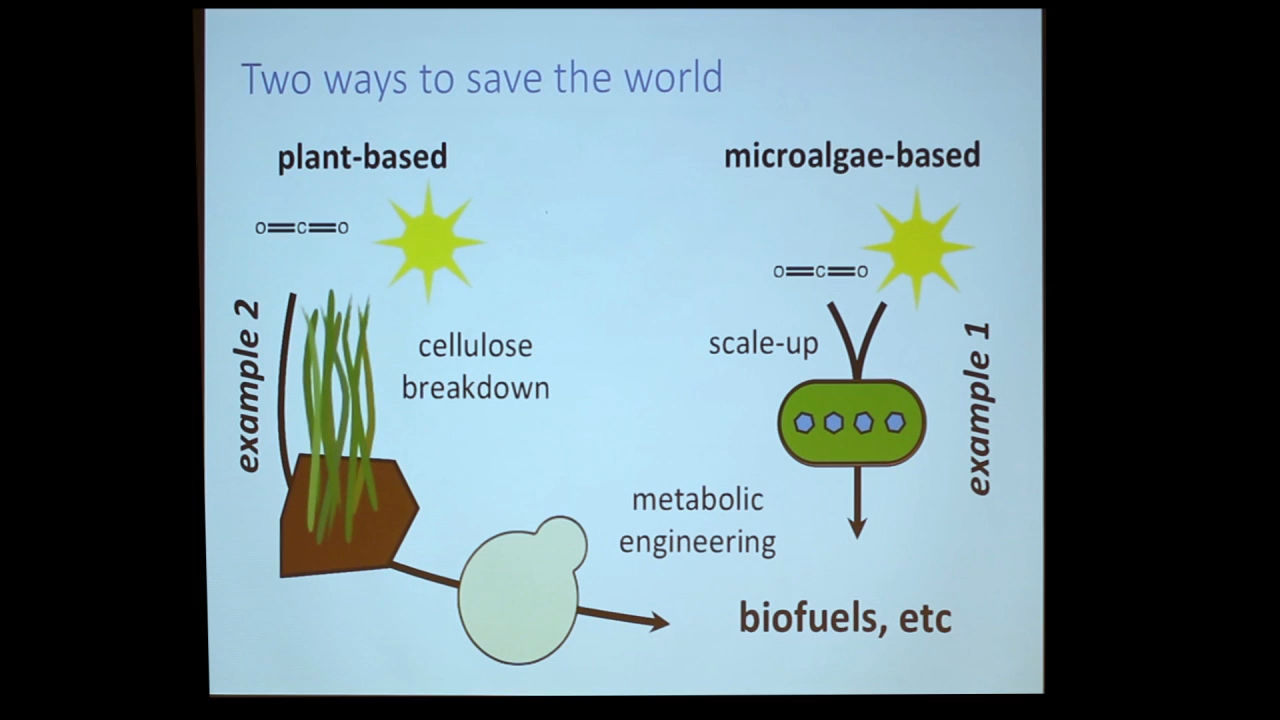 Two ways to save the world
plant-based
O=C=O
example 2
cellulose
breakdown
microalgae-based
O=C=O
scale-up
example 1
metabolic
engineering
biofuels, etc